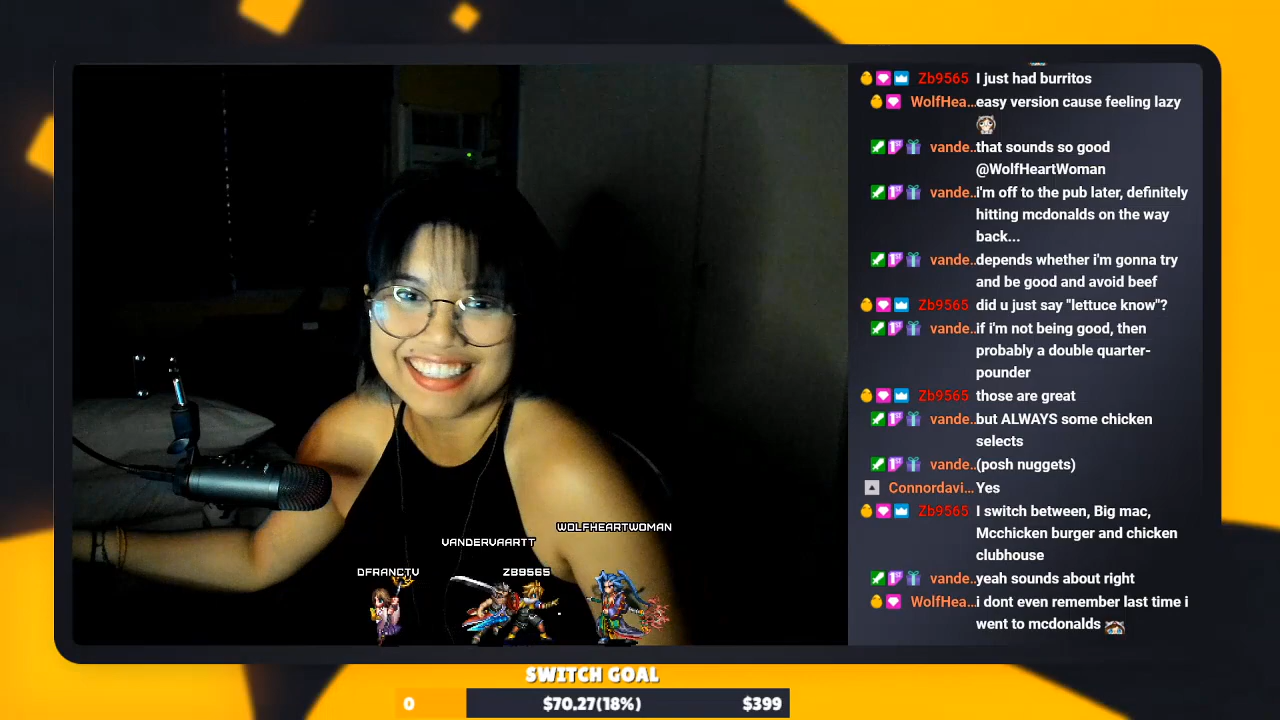 Zb9565 I just had burritos
WolfHea... easy version cause feeling lazy
vande.. that sounds so good
@WolfHeartWoman
vande.. i'm off to the pub later, definitely
hitting mcdonalds on the way
back...
vande.. depends whether i'm gonna try
and be good and avoid beef
Zb9565 did u just say "lettuce know"?
vande.. if i'm not being good, then
probably a double quarter-
pounder
Zb9565 those are great
vande.. but ALWAYS some chicken
selects
vande.. (posh nuggets)
Connordavi... Yes
Zb9565 I switch between, Big mac,
Mcchicken burger and chicken
clubhouse
vande.. yeah sounds about right
WolfHea... i dont even remember last time i
went to mcdonalds
WOLFHEARTWOMAN
VANDERVAARTT
DFRANCTV ZB9565
SWITCH GOAL
0 $70.27(18%) $399